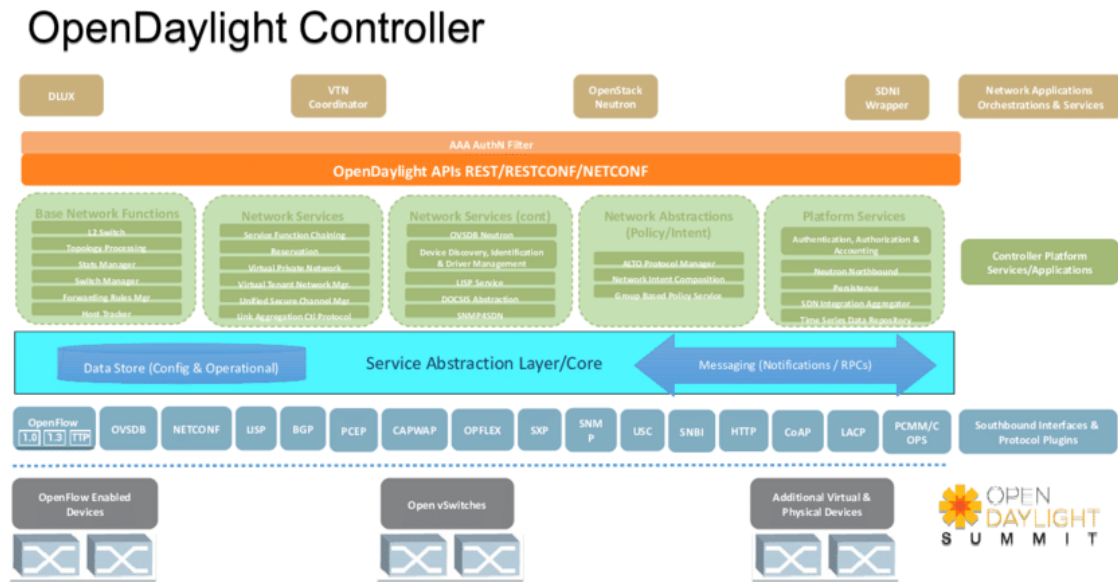 OpenDaylight Controller
DLUX
VTN
Coordinator
OpenStack
Neutron
SDNI
Wrapper
Network Applications
Orchestrations & Services
AAA AuthN Filter
OpenDaylight APIs REST/RESTCONF/NETCONF
Base Network Functions
L2 Switch
Topology Processing
Stats Manager
Switch Manager
Forwarding Rules Mgr
Host Tracker
Network Services
Service Function Chaining
Reservation
Virtual Private Network
Virtual Tenant Network Mgr.
Unified Secure Channel Mgr
Link Aggregation Ctl Protocol
Network Services (cont)
OVSDB Neutron
Device Discovery, Identification
& Driver Management
LISP Service
DOCSIS Abstraction
SNMP4SDN
Network Abstractions
(Policy/Intent)
ALTO Protocol Manager
Network Intent Composition
Group Based Policy Service
Platform Services
Authentication, Authorization &
Accounting
Neutron Northbound
Persistence
SDN Integration Aggregator
Time Series Data Repository
Controller Platform
Services/Applications
Data Store (Config & Operational)
Service Abstraction Layer/Core
Messaging (Notifications / RPCs)
OpenFlow
1.0 1.3 TTP
OVSDB
NETCONF
LISP
BGP
PCEP
CAPWAP
OPFLEX
SXP
SNM
P
USC
SNBI
HTTP
CoAP
LACP
PCMM/C
OPS
Southbound Interfaces &
Protocol Plugins
OpenFlow Enabled
Devices
Open vSwitches
Additional Virtual &
Physical Devices
OPEN
DAYLIGHT
SUMMIT